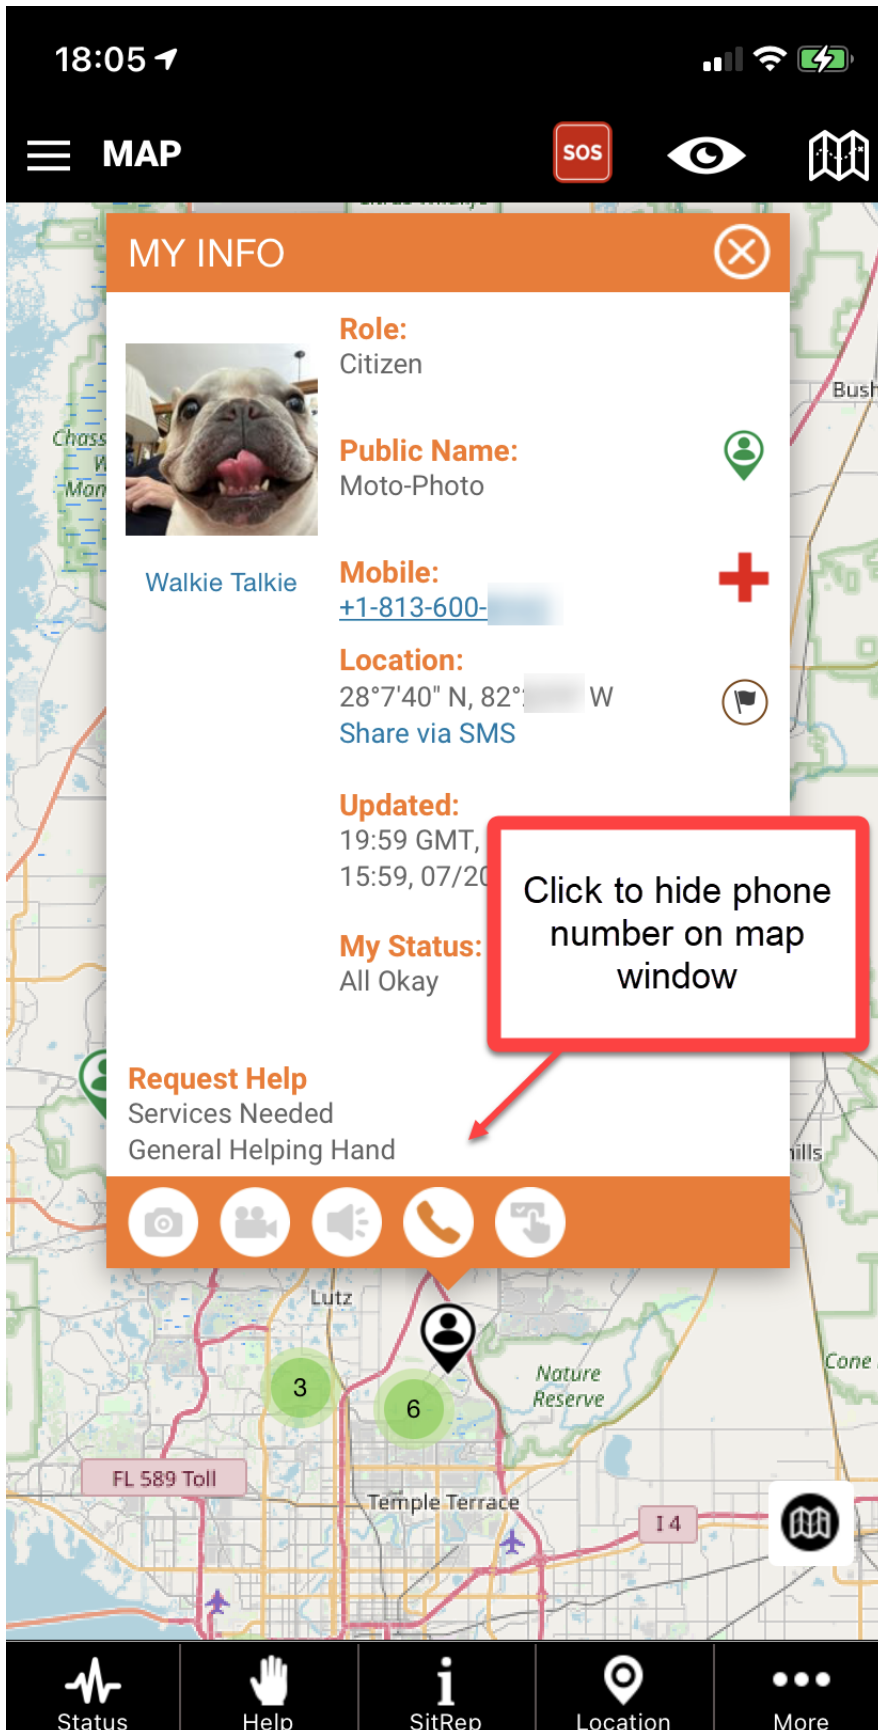 18:05
MAP
SOS
MY INFO
Role:
Citizen
Public Name:
Moto-Photo
Walkie Talkie
Mobile:
+1-813-600-
Location:
28°7'40" N, 82° W
Share via SMS
Updated:
19:59 GMT,
15:59, 07/20
My Status:
All Okay
Click to hide phone
number on map
window
Request Help
Services Needed
General Helping Hand
Bush
Chass
W
Man
hills
Lutz
3
6
Nature
Reserve
Cone
FL 589 Toll
Temple Terrace
I 4
Status
Help
SitRep
Location
More